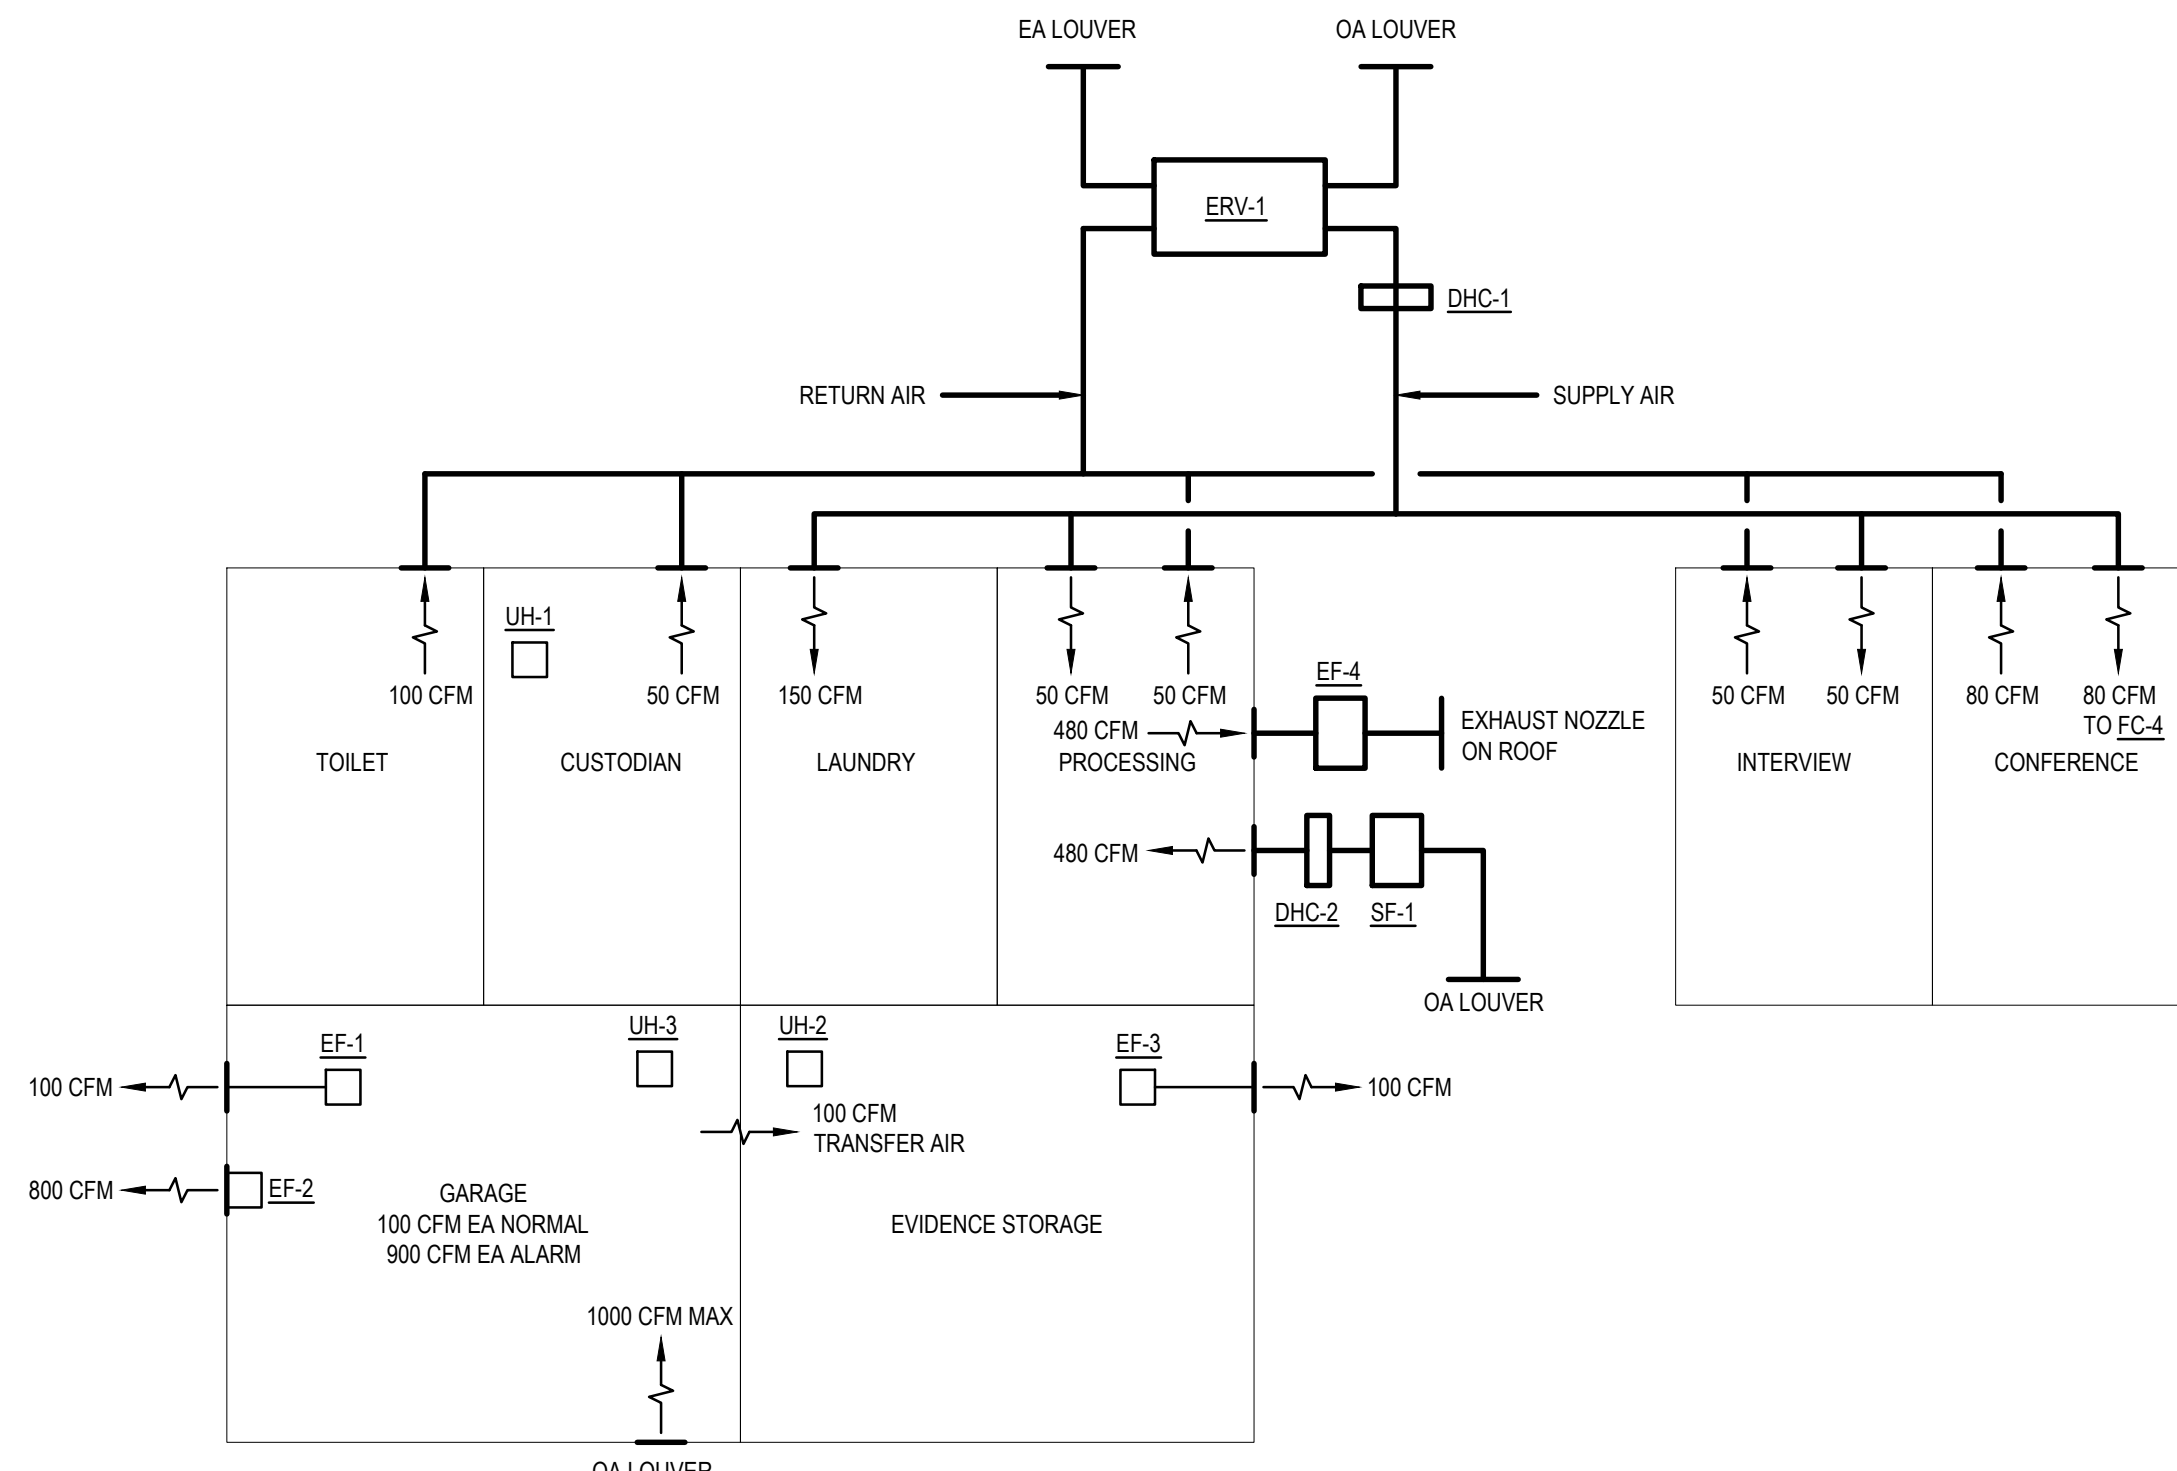 EA LOUVER
OA LOUVER
ERV-1
DHC-1
RETURN AIR
SUPPLY AIR
UH-1
100 CFM
50 CFM
150 CFM
50 CFM
50 CFM
480 CFM
EF-4
EXHAUST NOZZLE
ON ROOF
50 CFM
50 CFM
80 CFM
80 CFM
TO FC-4
TOILET
CUSTODIAN
LAUNDRY
PROCESSING
INTERVIEW
CONFERENCE
480 CFM
DHC-2
SF-1
OA LOUVER
EF-1
UH-3
UH-2
EF-3
100 CFM
100 CFM
100 CFM
TRANSFER AIR
800 CFM
EF-2
GARAGE
100 CFM EA NORMAL
900 CFM EA ALARM
EVIDENCE STORAGE
1000 CFM MAX
OA LOUVER